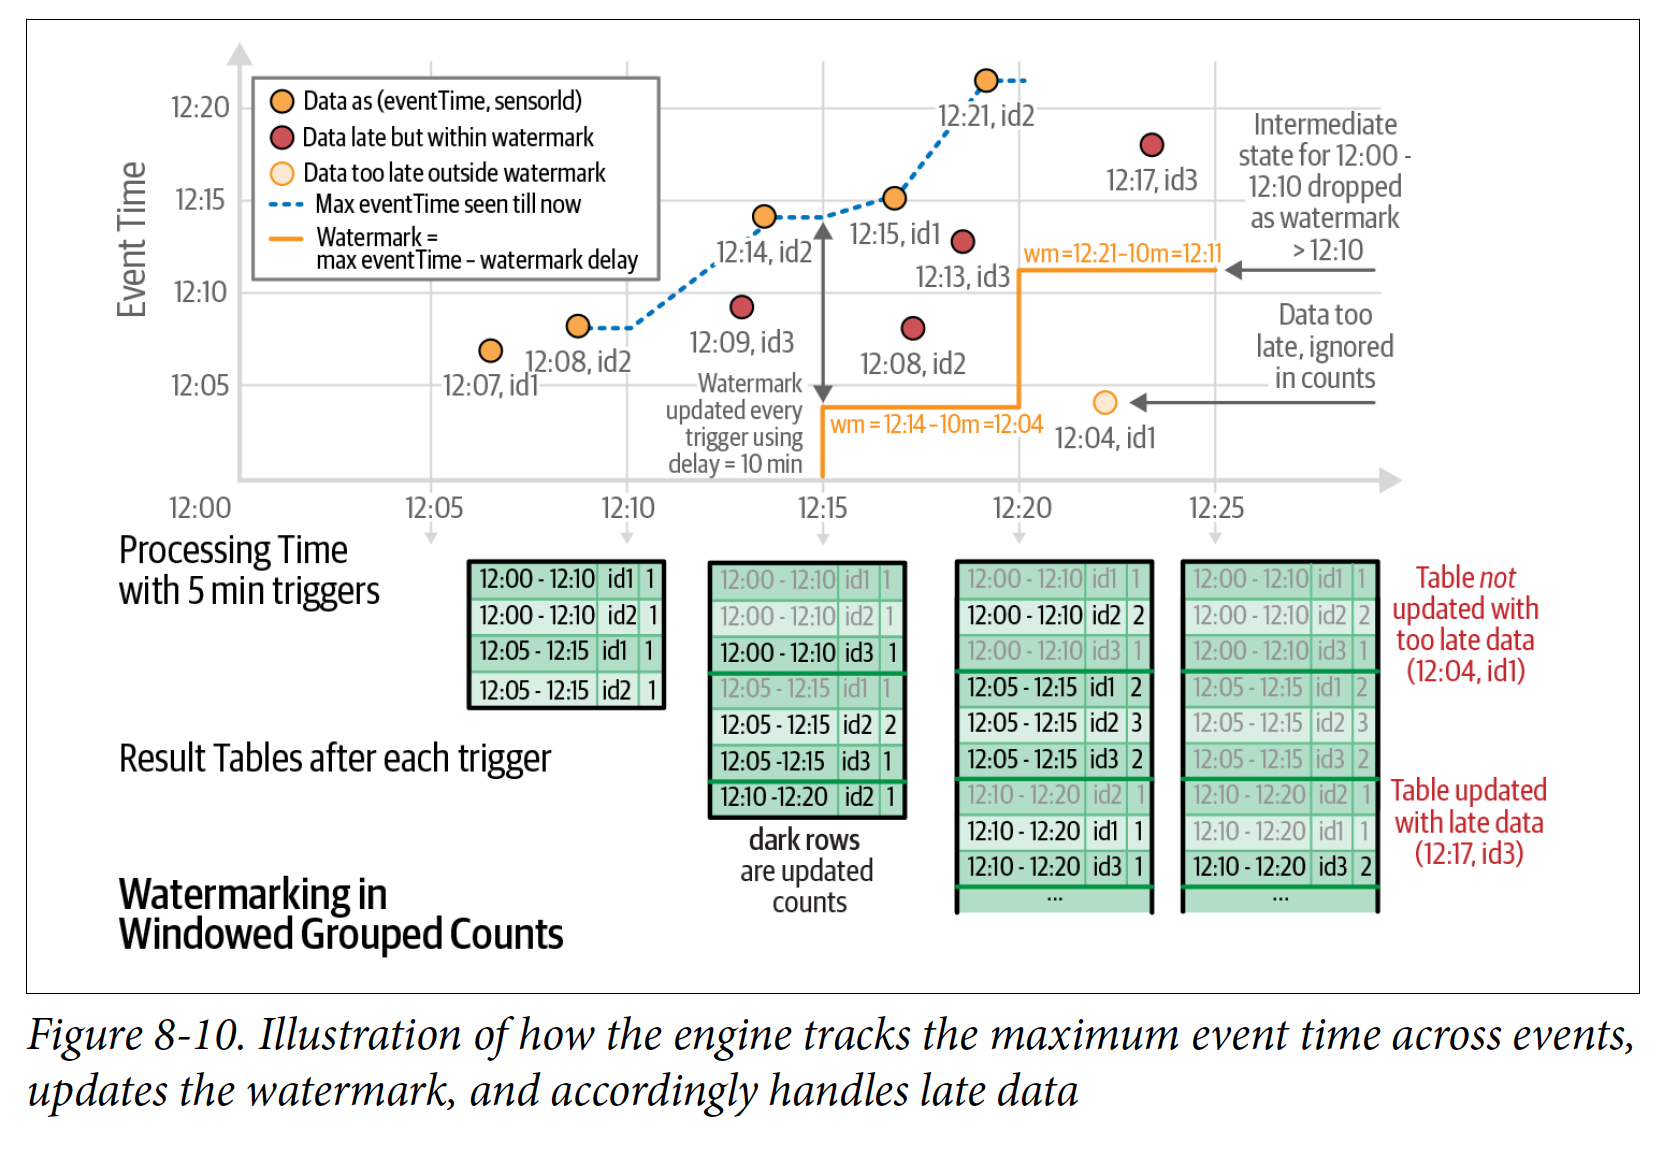 12:20
12:15
12:10
12:05
Event Time
Data as (eventTime, sensorId)
Data late but within watermark
Data too late outside watermark
Max eventTime seen till now
Watermark =
max eventTime – watermark delay
12:07, id1
12:08, id2
12:14, id2
12:09, id3
12:15, id1
12:13, id3
12:08, id2
12:21, id2
12:17, id3
12:04, id1
Watermark
updated every
trigger using
delay = 10 min
wm = 12:14 – 10m =12:04
wm =12:21–10m =12:11
Intermediate
state for 12:00 -
12:10 dropped
as watermark
> 12:10
Data too
late, ignored
in counts
12:00 12:05 12:10 12:15 12:20 12:25
Processing Time
with 5 min triggers
Result Tables after each trigger
Watermarking in
Windowed Grouped Counts
12:00 - 12:10 id1 1
12:00 - 12:10 id2 1
12:05 - 12:15 id1 1
12:05 - 12:15 id2 1
12:00 - 12:10 id1 1
12:00 - 12:10 id2 1
12:00 - 12:10 id3 1
12:05 - 12:15 id1 1
12:05 - 12:15 id2 2
12:05 -12:15 id3 1
12:10 -12:20 id2 1
dark rows
are updated
counts
12:00 - 12:10 id1 1
12:00 - 12:10 id2 2
12:00 - 12:10 id3 1
12:05 - 12:15 id1 2
12:05 - 12:15 id2 3
12:05 - 12:15 id3 2
12:10 - 12:20 id2 1
12:10 - 12:20 id1 1
12:10 - 12:20 id3 1
...
12:00 - 12:10 id1 1
12:00 - 12:10 id2 2
12:00 - 12:10 id3 1
12:05 - 12:15 id1 2
12:05 - 12:15 id2 3
12:05 - 12:15 id3 2
12:10 - 12:20 id2 1
12:10 - 12:20 id1 1
12:10 - 12:20 id3 2
...
Table not
updated with
too late data
(12:04, id1)
Table updated
with late data
(12:17, id3)
Figure 8-10. Illustration of how the engine tracks the maximum event time across events,
updates the watermark, and accordingly handles late data